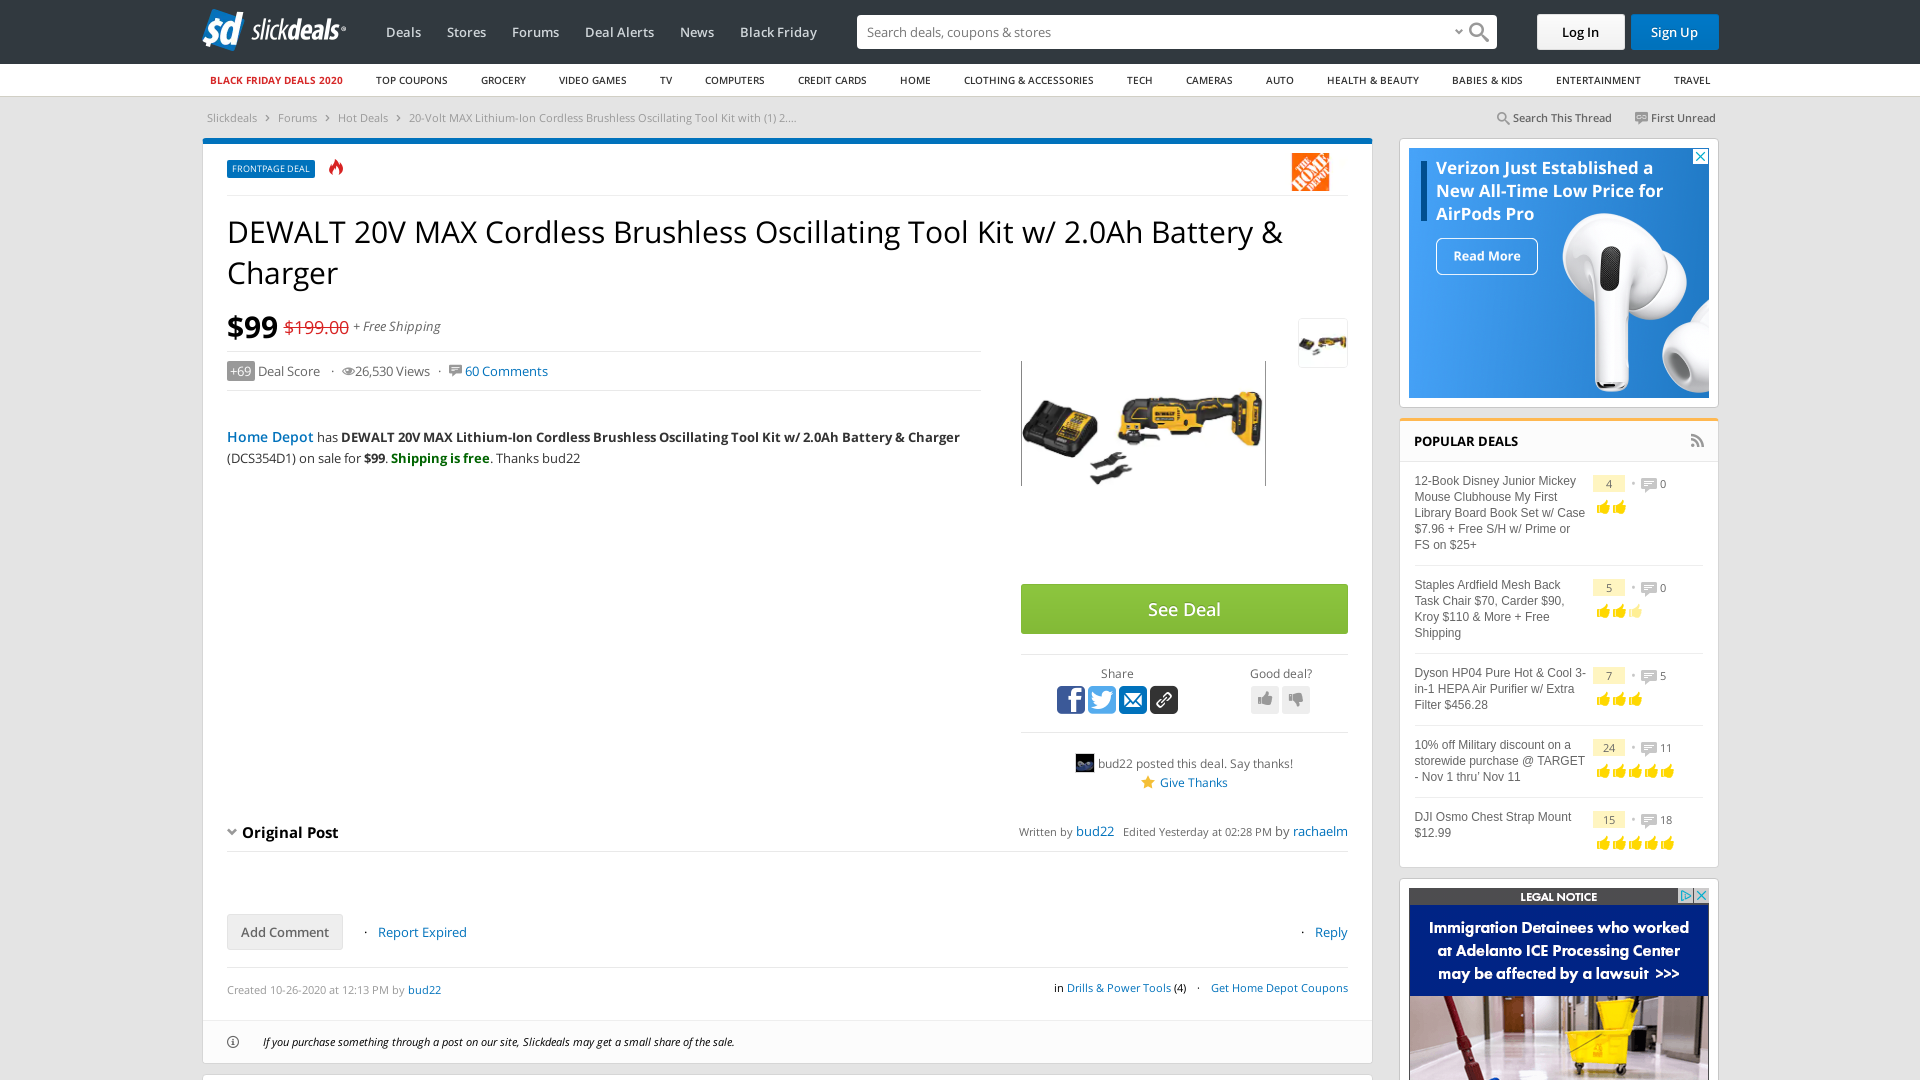 slickdeals
Deals
Stores
Forums
Deal Alerts
News
Black Friday
Search deals, coupons & stores
Log In
Sign Up
BLACK FRIDAY DEALS 2020
TOP COUPONS
GROCERY
VIDEO GAMES
TV
COMPUTERS
CREDIT CARDS
HOME
CLOTHING & ACCESSORIES
TECH
CAMERAS
AUTO
HEALTH & BEAUTY
BABIES & KIDS
ENTERTAINMENT
TRAVEL
Slickdeals > Forums > Hot Deals > 20-Volt MAX Lithium-Ion Cordless Brushless Oscillating Tool Kit with (1) 2....
Search This Thread
First Unread
FRONTPAGE DEAL
THE HOME DEPOT
DEWALT 20V MAX Cordless Brushless Oscillating Tool Kit w/ 2.0Ah Battery &
Charger
$99 $199.00 + Free Shipping
+69 Deal Score · 26,530 Views · 60 Comments
Home Depot has DEWALT 20V MAX Lithium-Ion Cordless Brushless Oscillating Tool Kit w/ 2.0Ah Battery & Charger
(DCS354D1) on sale for $99. Shipping is free. Thanks bud22
See Deal
Share
Good deal?
bud22 posted this deal. Say thanks!
Give Thanks
Original Post
Written by bud22 Edited Yesterday at 02:28 PM by rachaelm
Add Comment
· Report Expired
· Reply
Created 10-26-2020 at 12:13 PM by bud22
in Drills & Power Tools (4) · Get Home Depot Coupons
If you purchase something through a post on our site, Slickdeals may get a small share of the sale.
Verizon Just Established a
New All-Time Low Price for
AirPods Pro
Read More
POPULAR DEALS
12-Book Disney Junior Mickey
Mouse Clubhouse My First
Library Board Book Set w/ Case
$7.96 + Free S/H w/ Prime or
FS on $25+
4 • 0
Staples Ardfield Mesh Back
Task Chair $70, Carder $90,
Kroy $110 & More + Free
Shipping
5 • 0
Dyson HP04 Pure Hot & Cool 3-
in-1 HEPA Air Purifier w/ Extra
Filter $456.28
7 • 5
10% off Military discount on a
storewide purchase @ TARGET
- Nov 1 thru’ Nov 11
24 • 11
DJI Osmo Chest Strap Mount
$12.99
15 • 18
LEGAL NOTICE
Immigration Detainees who worked
at Adelanto ICE Processing Center
may be affected by a lawsuit >>>